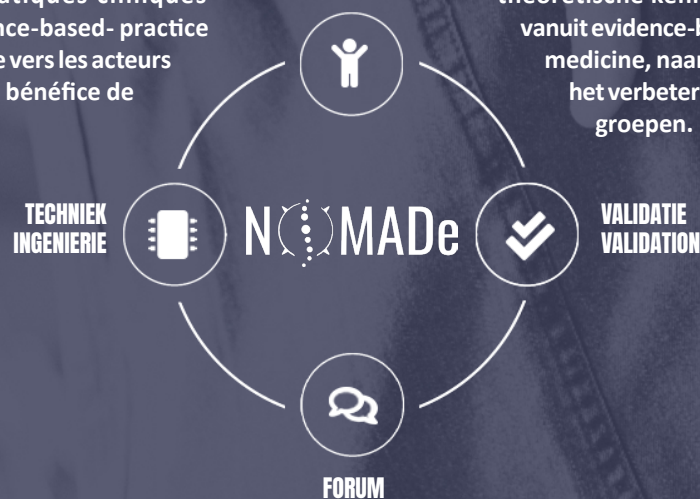 nce-based- practice
e vers les acteurs
bénéfice de
vanuit evidence-b
medicine, naar
het verbeter
groepen.
TECHNIEK
INGENIERIE
NOMADe
VALIDATIE
VALIDATION
FORUM